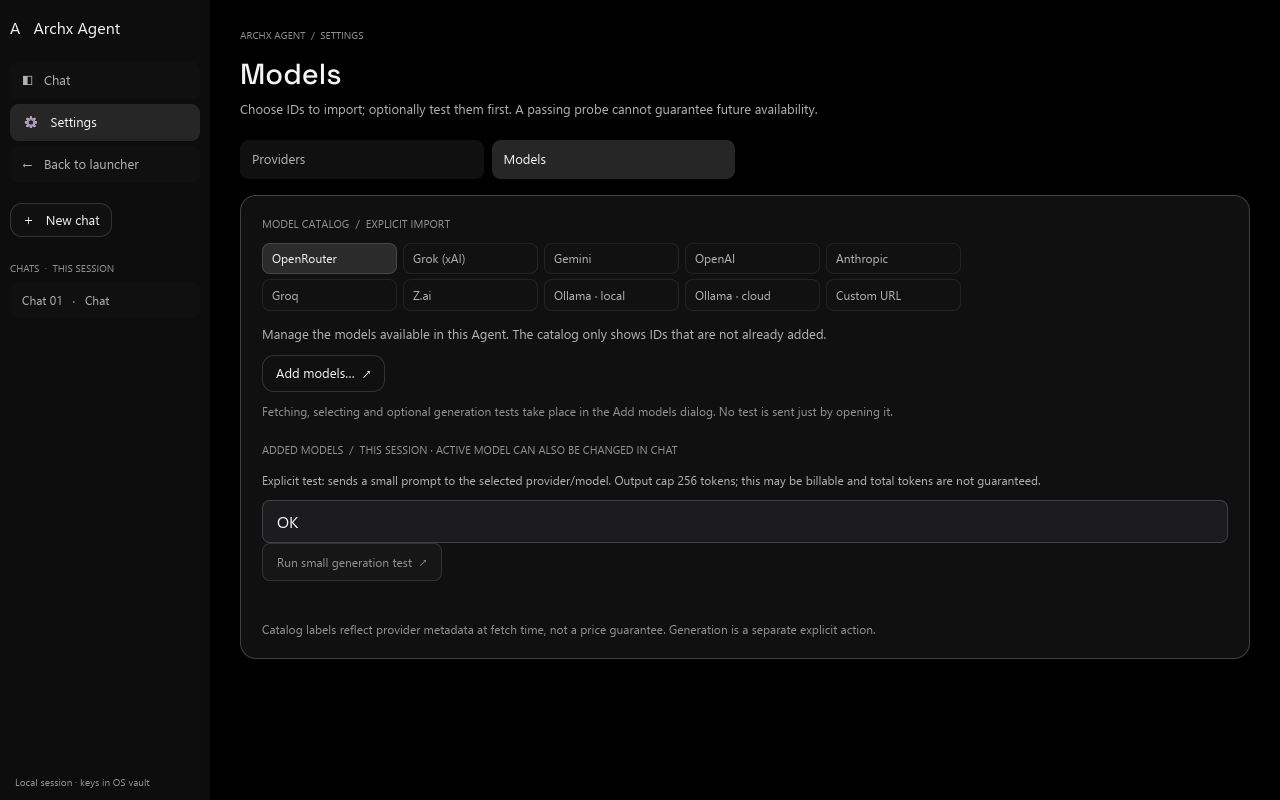 A Archx Agent
Chat
Settings
← Back to launcher
+ New chat
CHATS · THIS SESSION
Chat 01 · Chat
Local session · keys in OS vault
ARCHX AGENT / SETTINGS
Models
Choose IDs to import; optionally test them first. A passing probe cannot guarantee future availability.
Providers Models
MODEL CATALOG / EXPLICIT IMPORT
OpenRouter Grok (xAI) Gemini OpenAI Anthropic
Groq Z.ai Ollama · local Ollama · cloud Custom URL
Manage the models available in this Agent. The catalog only shows IDs that are not already added.
Add models... ↗
Fetching, selecting and optional generation tests take place in the Add models dialog. No test is sent just by opening it.
ADDED MODELS / THIS SESSION · ACTIVE MODEL CAN ALSO BE CHANGED IN CHAT
Explicit test: sends a small prompt to the selected provider/model. Output cap 256 tokens; this may be billable and total tokens are not guaranteed.
OK
Run small generation test ↗
Catalog labels reflect provider metadata at fetch time, not a price guarantee. Generation is a separate explicit action.